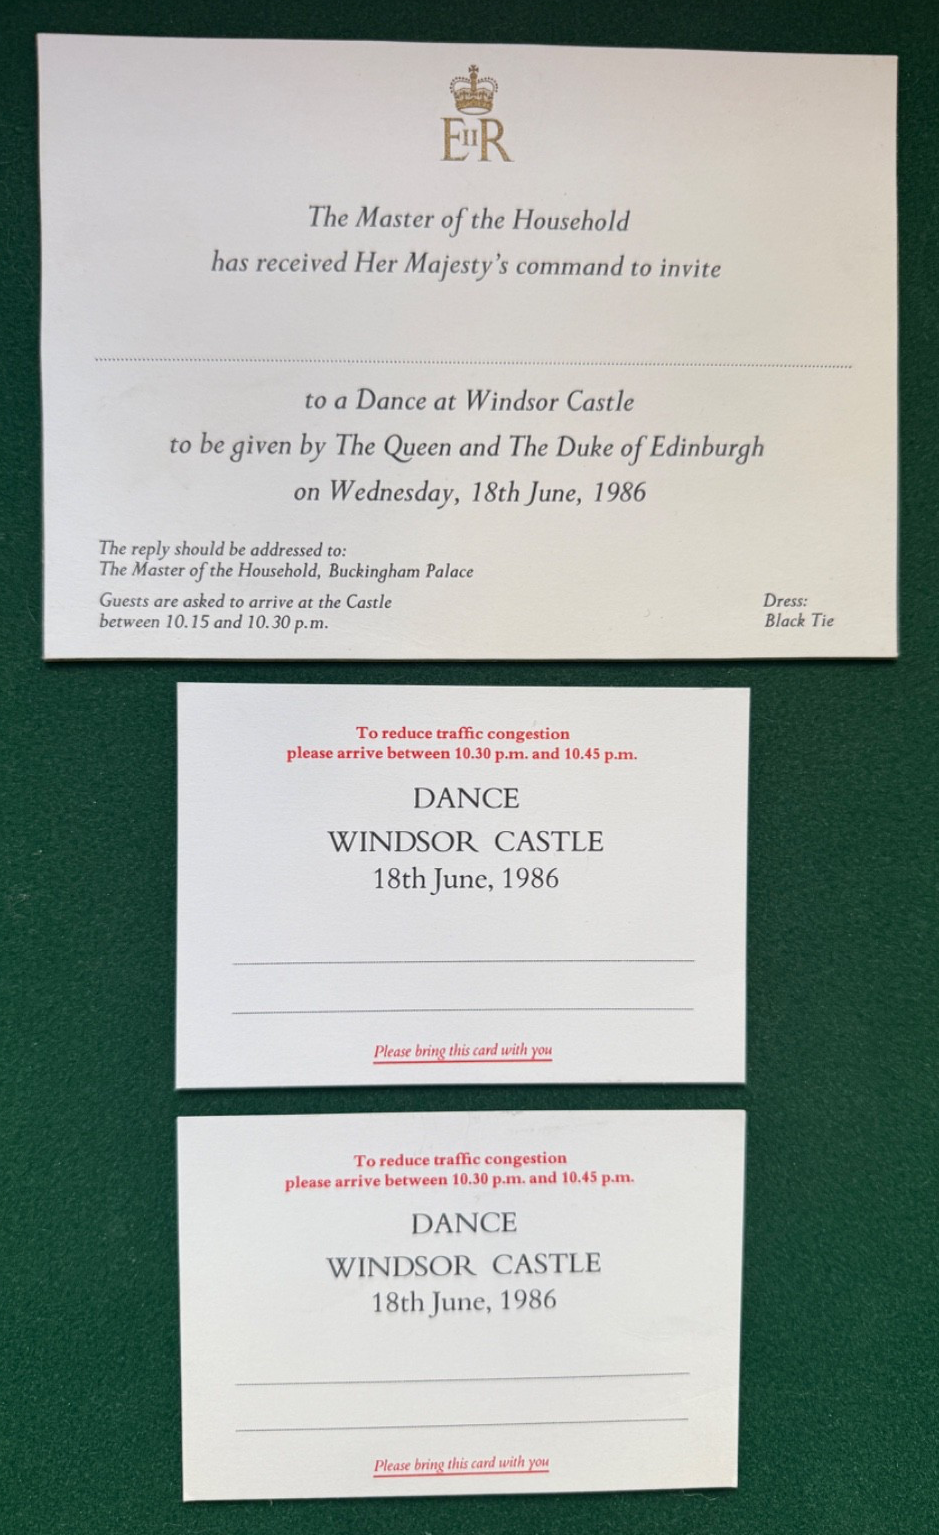 EIIR
The Master of the Household
has received Her Majesty's command to invite
to a Dance at Windsor Castle
to be given by The Queen and The Duke of Edinburgh
on Wednesday, 18th June, 1986
The reply should be addressed to:
The Master of the Household, Buckingham Palace
Guests are asked to arrive at the Castle
between 10.15 and 10.30 p.m.
Dress:
Black Tie
To reduce traffic congestion
please arrive between 10.30 p.m. and 10.45 p.m.
DANCE
WINDSOR CASTLE
18th June, 1986
Please bring this card with you
To reduce traffic congestion
please arrive between 10.30 p.m. and 10.45 p.m.
DANCE
WINDSOR CASTLE
18th June, 1986
Please bring this card with you